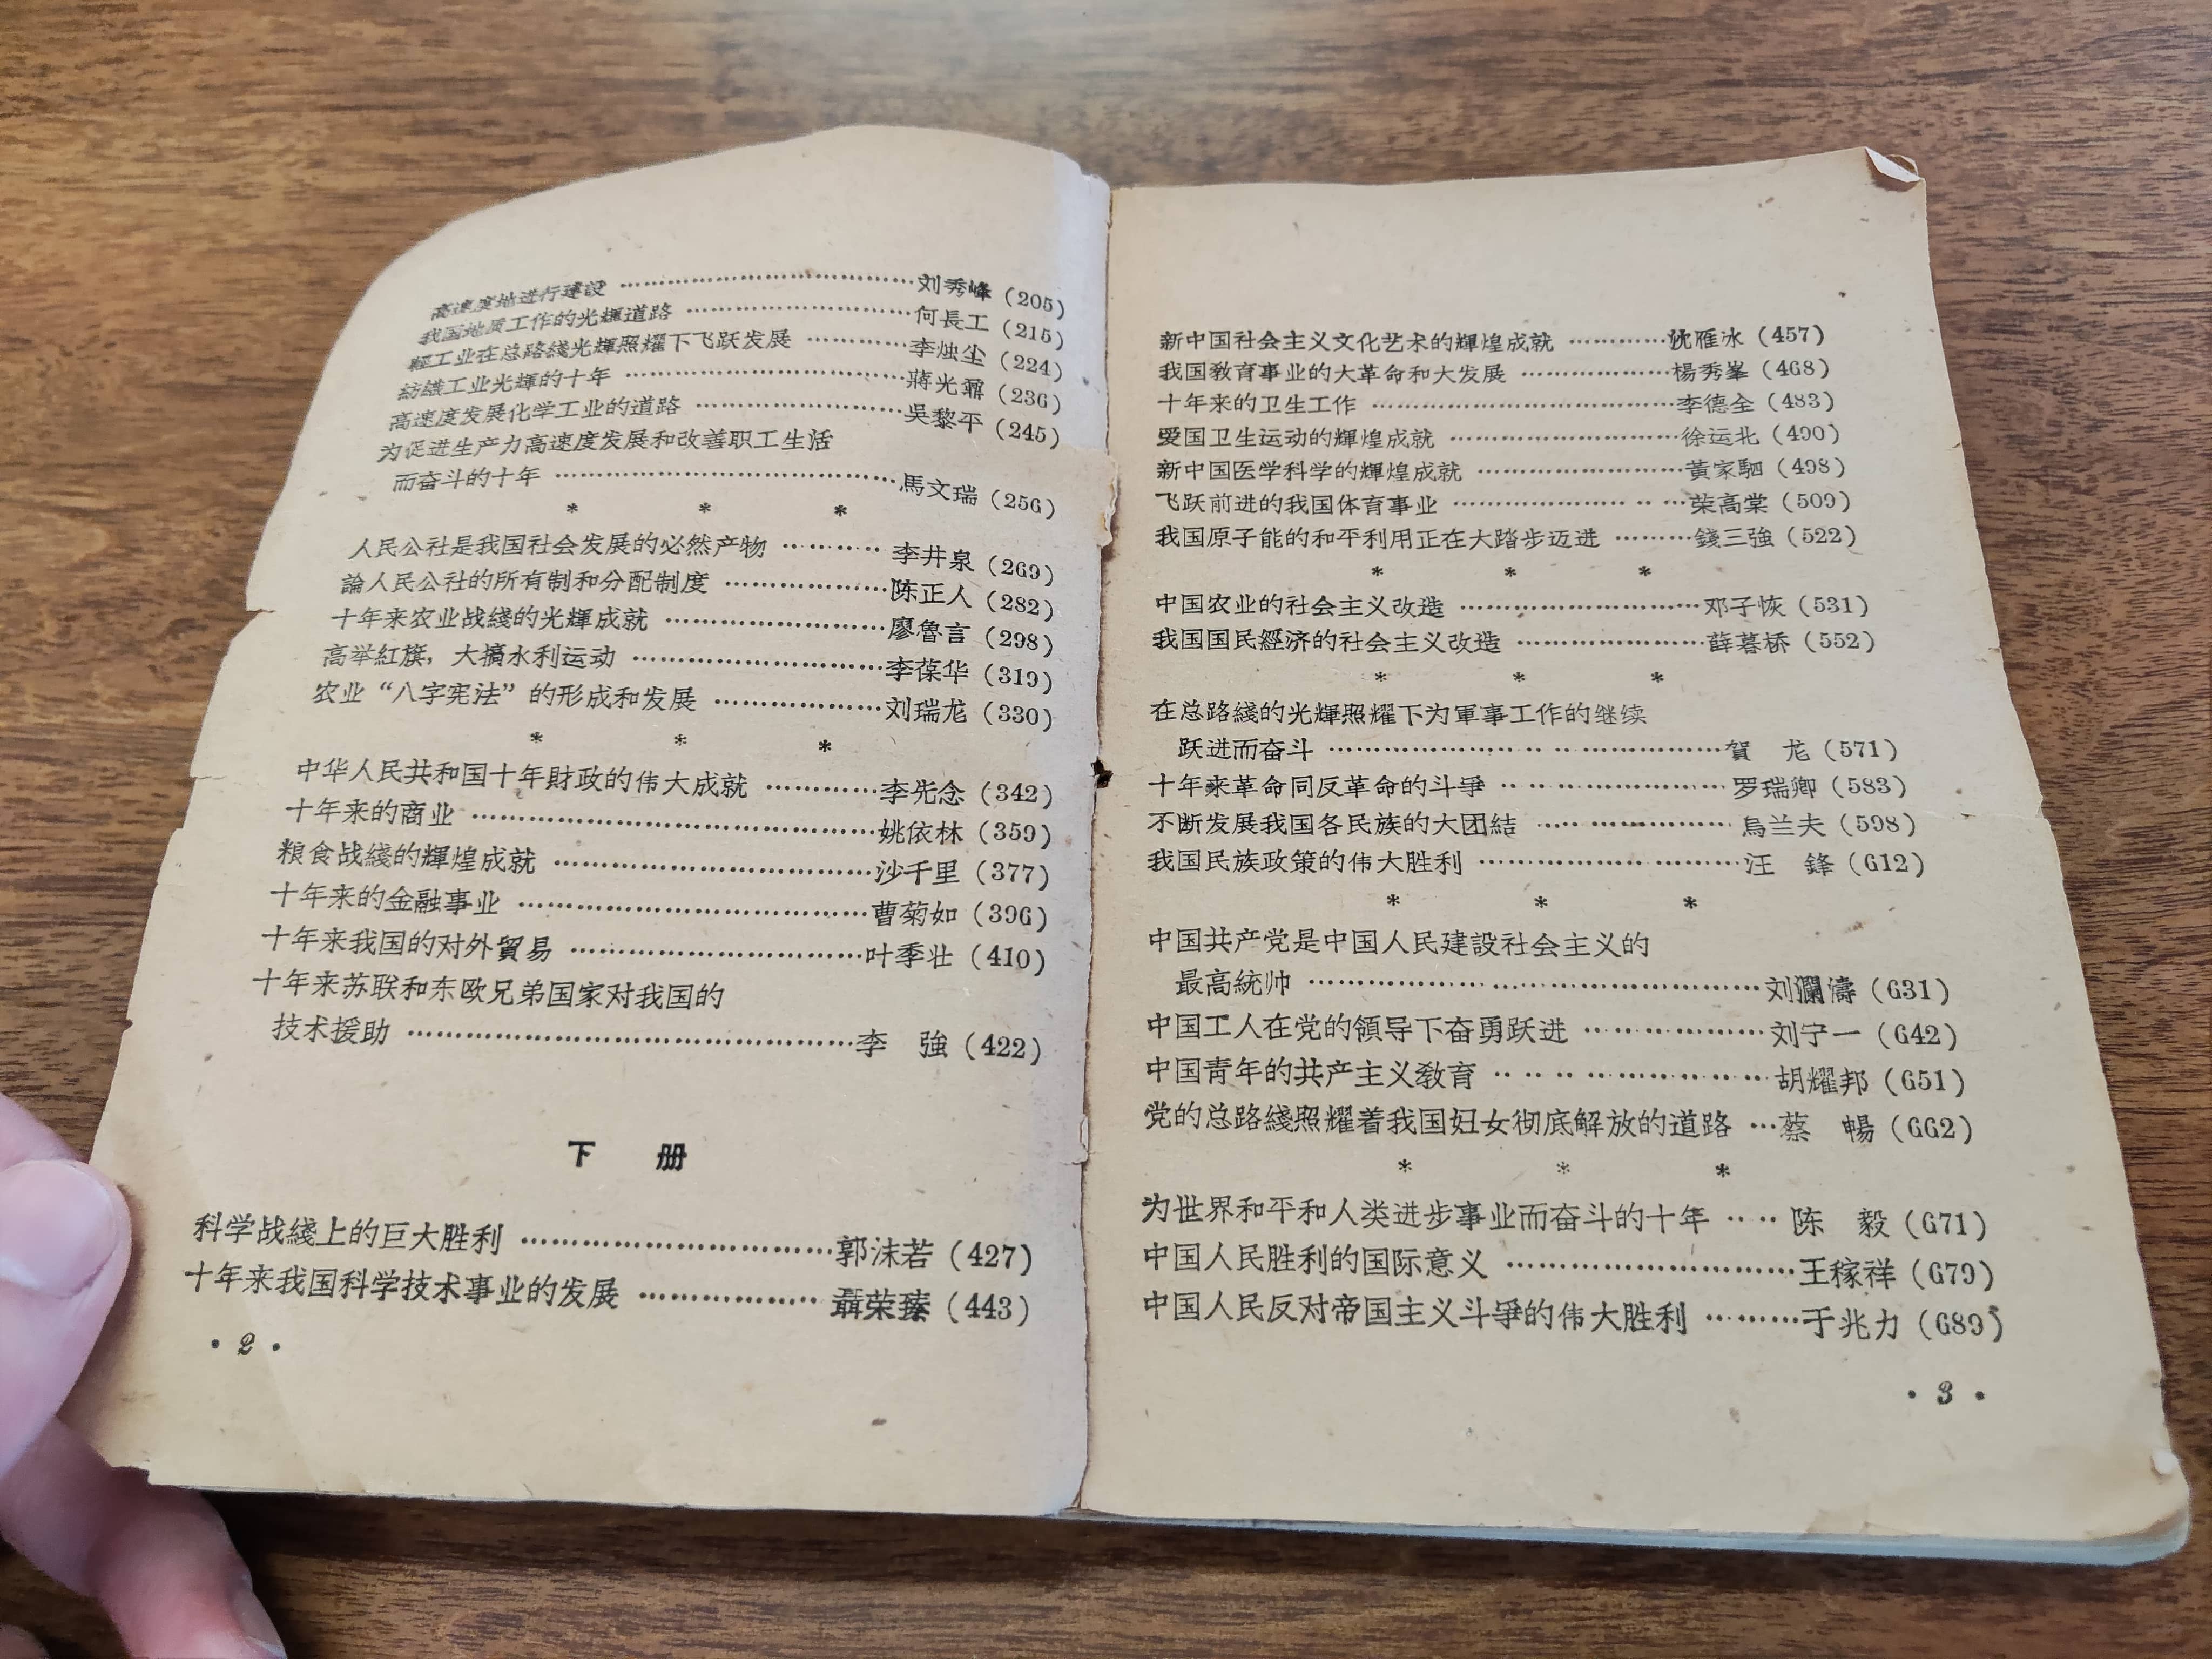 高速度地进行建設 …………………………刘秀峰 (205)
我国地质工作的光輝道路 …………………何長工 (215)
輕工业在总路綫光輝照耀下飞跃发展 …………李烛尘 (224)
紡織工业光輝的十年 …………………………蔣光鼐 (236)
高速度发展化学工业的道路 …………………吳黎平 (245)
为促进生产力高速度发展和改善职工生活
而奋斗的十年 …………………………………馬文瑞 (256)
* * *
人民公社是我国社会发展的必然产物 …………李井泉 (269)
論人民公社的所有制和分配制度 ………………陈正人 (282)
十年来农业战綫的光輝成就 …………………廖魯言 (298)
高举紅旗，大搞水利运动 ……………………李葆华 (319)
农业“八字宪法”的形成和发展 ………………刘瑞龙 (330)
* * *
中华人民共和国十年財政的伟大成就 …………李先念 (342)
十年来的商业 …………………………………姚依林 (359)
粮食战綫的輝煌成就 …………………………沙千里 (377)
十年来的金融事业 ……………………………曹菊如 (396)
十年来我国的对外貿易 ………………………叶季壮 (410)
十年来苏联和东欧兄弟国家对我国的
技术援助 ………………………………………李　強 (422)
下　册
科学战綫上的巨大胜利 …………………………郭沫若 (427)
十年来我国科学技术事业的发展 ………………聶荣臻 (443)
· 2 ·
新中国社会主义文化艺术的輝煌成就 …………沈雁冰 (457)
我国教育事业的大革命和大发展 ………………楊秀峯 (468)
十年来的卫生工作 ……………………………李德全 (483)
爱国卫生运动的輝煌成就 ……………………徐运北 (490)
新中国医学科学的輝煌成就 …………………黃家駟 (498)
飞跃前进的我国体育事业 ……………………荣高棠 (509)
我国原子能的和平利用正在大踏步迈进 ………錢三強 (522)
* * *
中国农业的社会主义改造 ……………………邓子恢 (531)
我国国民經济的社会主义改造 ………………薛暮桥 (552)
* * *
在总路綫的光輝照耀下为軍事工作的继续
跃进而奋斗 ……………………………………賀　龙 (571)
十年来革命同反革命的斗爭 …………………罗瑞卿 (583)
不断发展我国各民族的大团結 ………………烏兰夫 (598)
我国民族政策的伟大胜利 ……………………汪　鋒 (612)
* * *
中国共产党是中国人民建設社会主义的
最高統帅 ………………………………………刘瀾濤 (631)
中国工人在党的領导下奋勇跃进 ………………刘宁一 (642)
中国靑年的共产主义教育 ……………………胡耀邦 (651)
党的总路綫照耀着我国妇女彻底解放的道路 …蔡　暢 (662)
* * *
为世界和平和人类进步事业而奋斗的十年 ……陈　毅 (671)
中国人民胜利的国际意义 ………………………王稼祥 (679)
中国人民反对帝国主义斗爭的伟大胜利 ………于兆力 (689)
· 3 ·